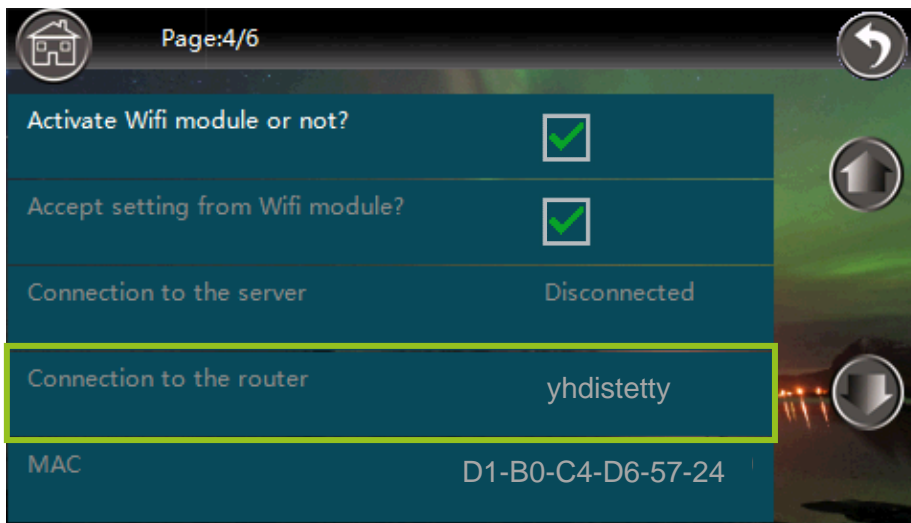 Page:4/6
Activate Wifi module or not?
Accept setting from Wifi module?
Connection to the server Disconnected
Connection to the router yhdistetty
MAC D1-B0-C4-D6-57-24